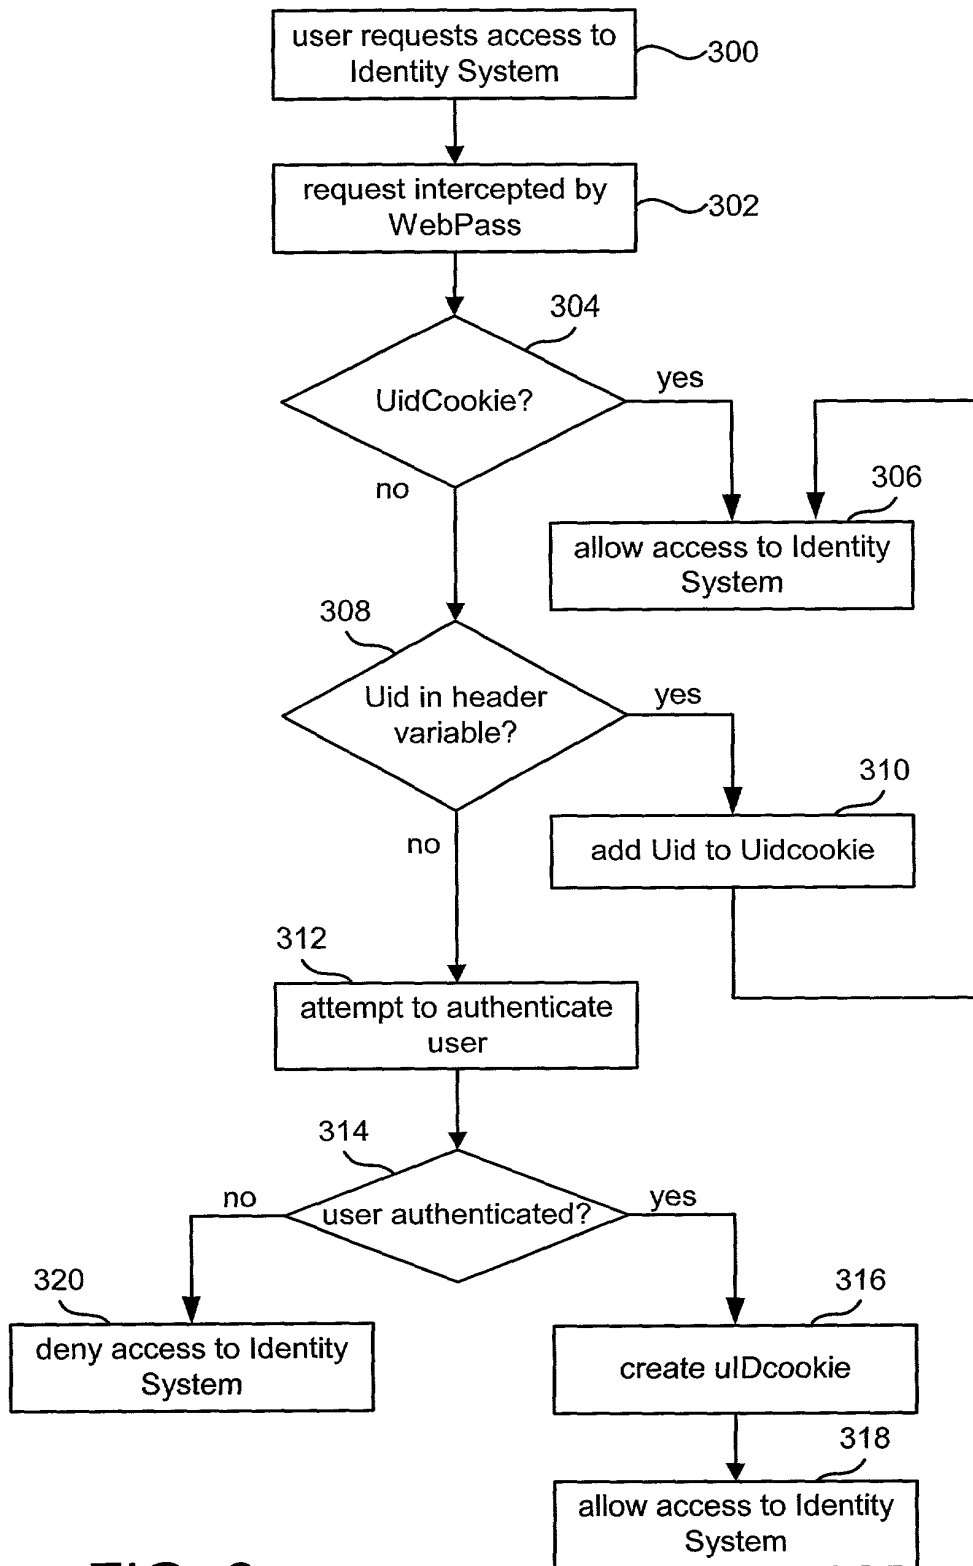 user requests access to
Identity System
300
request intercepted by
WebPass
302
304
UidCookie?
yes
no
306
allow access to Identity
System
308
Uid in header
variable?
yes
no
310
add Uid to Uidcookie
312
attempt to authenticate
user
314
user authenticated?
no
yes
320
deny access to Identity
System
316
create uIDcookie
318
allow access to Identity
System